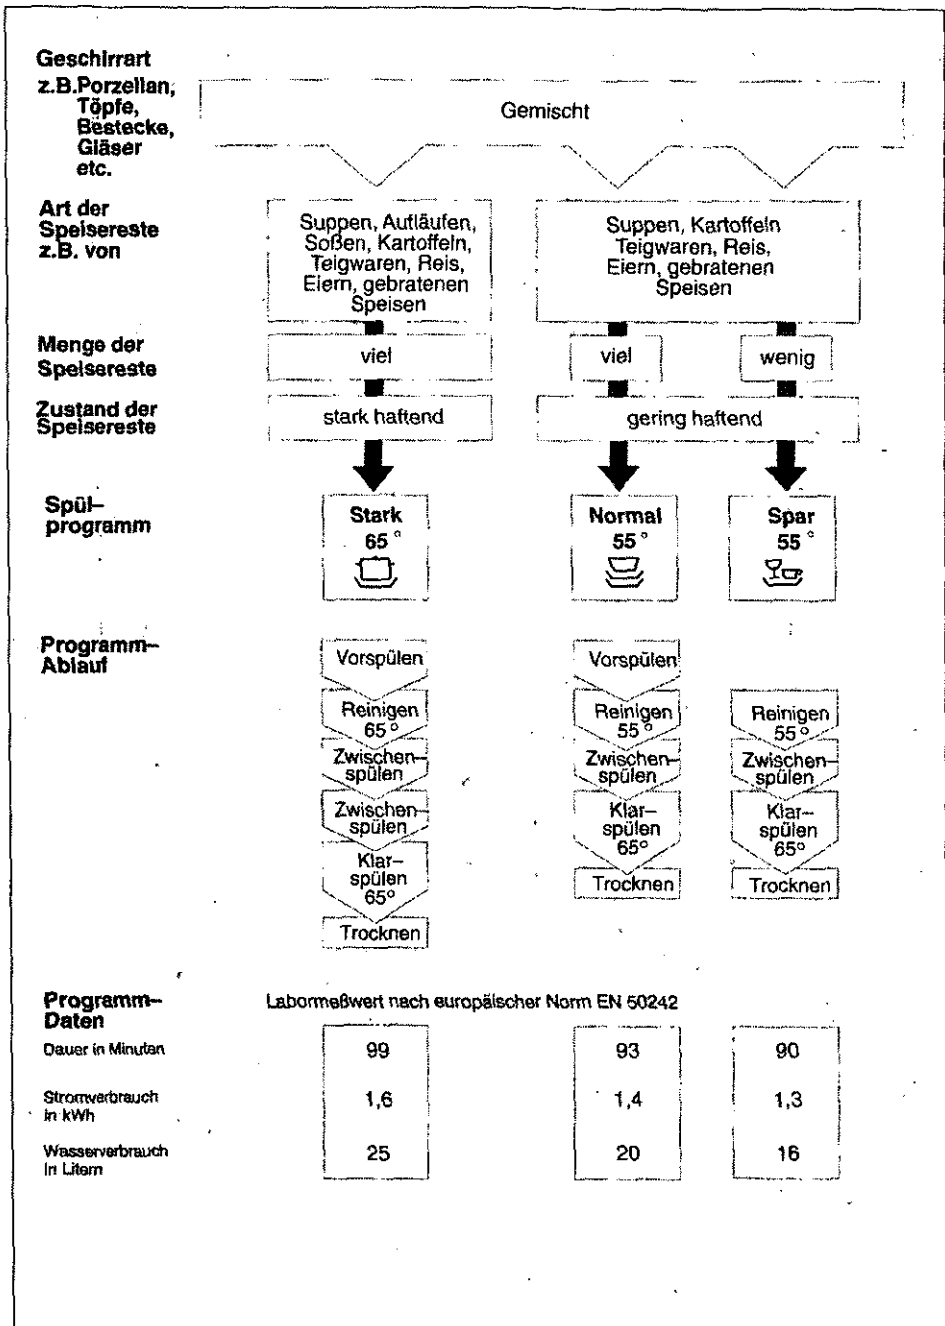 Geschirrart
z.B.Porzellan,
Töpfe,
Bestecke,
Gläser
etc.
Gemischt
Art der
Speisereste
z.B. von
Suppen, Aufläufen,
Soßen, Kartoffeln,
Teigwaren, Reis,
Eiern, gebratenen
Speisen
Suppen, Kartoffeln
Teigwaren, Reis,
Eiern, gebratenen
Speisen
Menge der
Speisereste
viel
viel
wenig
Zustand der
Speisereste
stark haftend
gering haftend
Spül–
programm
Stark
65°
Normal
55°
Spar
55°
Programm–
Ablauf
Vorspülen
Reinigen
65°
Zwischen–
spülen
Zwischen–
spülen
Klar–
spülen
65°
Trocknen
Vorspülen
Reinigen
55°
Zwischen–
spülen
Klar–
spülen
65°
Trocknen
Reinigen
55°
Zwischen–
spülen
Klar–
spülen
65°
Trocknen
Programm–
Daten
Labormeßwert nach europäischer Norm EN 50242
Dauer in Minuten
99
93
90
Stromverbrauch
in kWh
1,6
1,4
1,3
Wasserverbrauch
in Litern
25
20
16